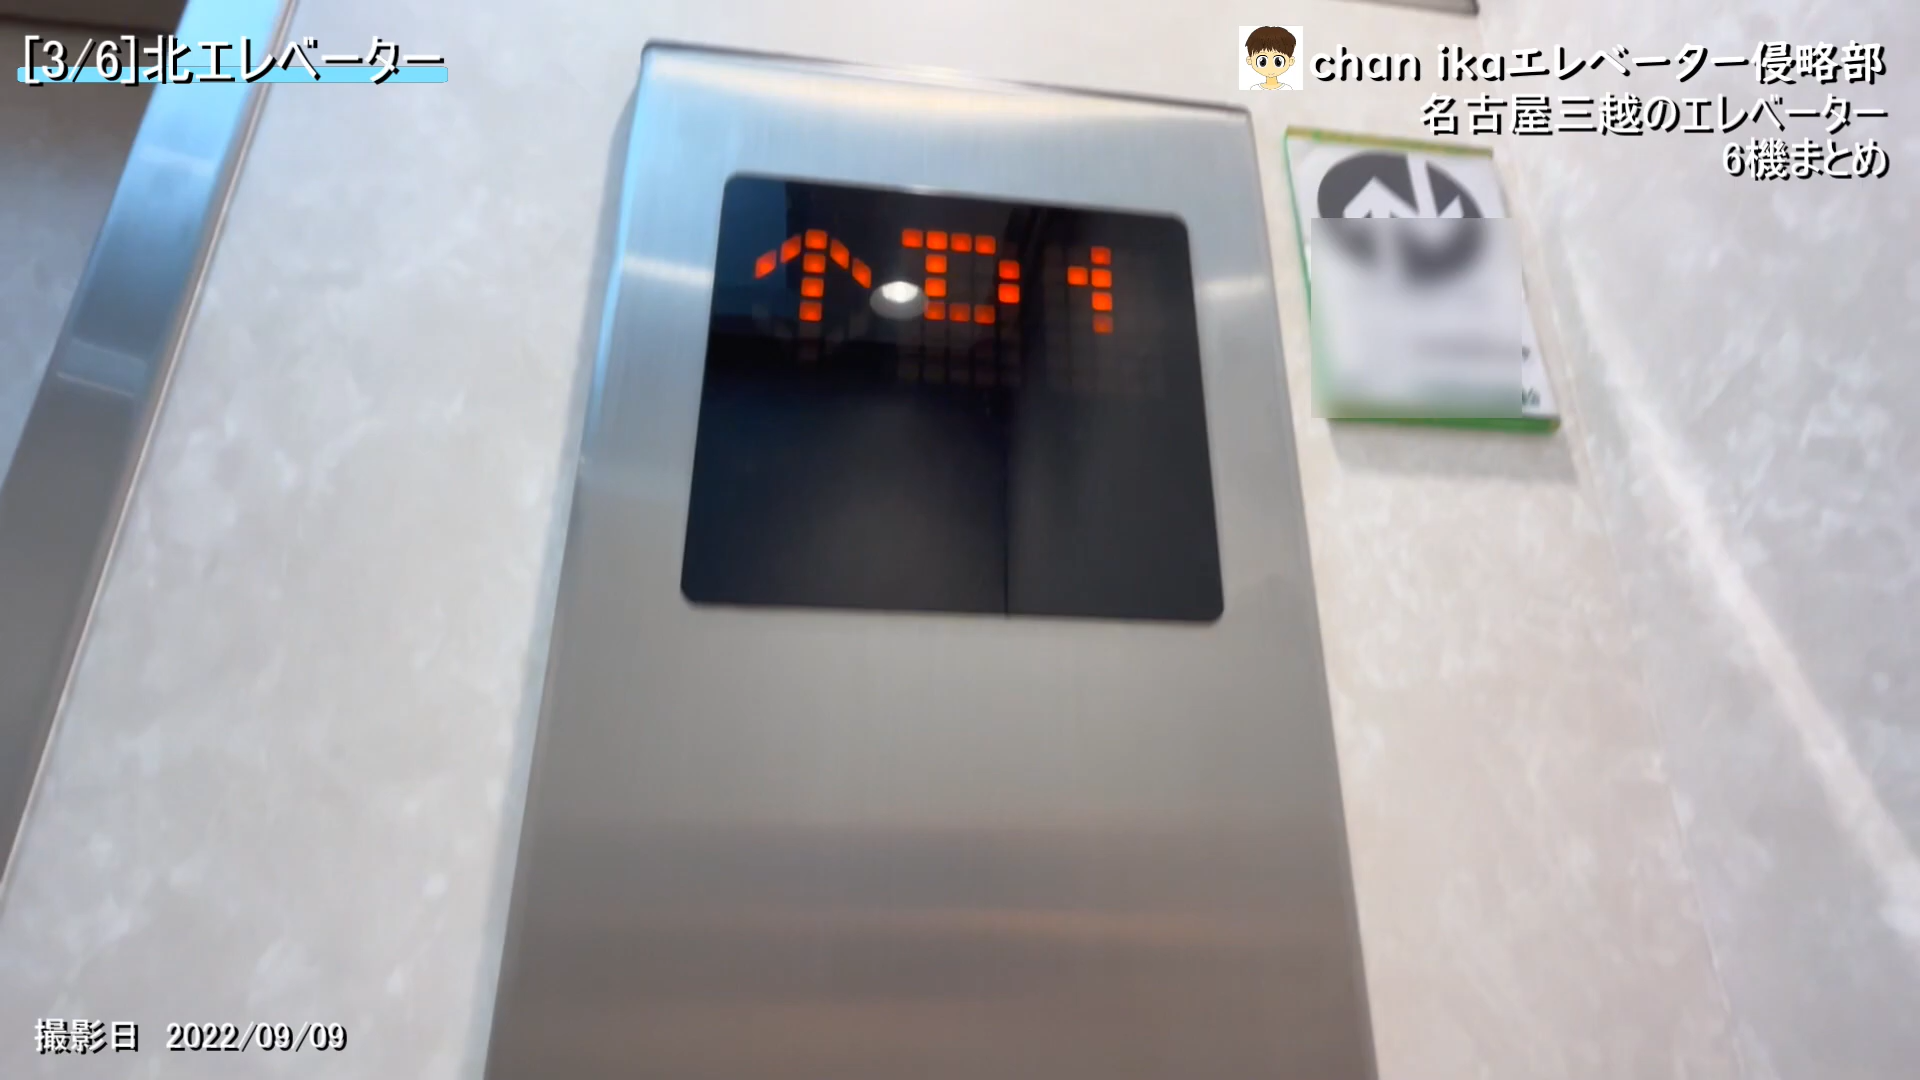 [3/6]北エレベーター
chan ikaエレベーター侵略部
名古屋三越のエレベーター
6機まとめ
撮影日 2022/09/09